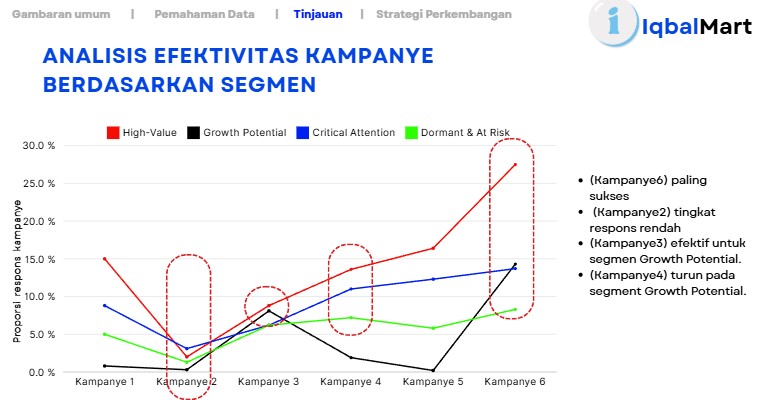 Gambaran umum | Pemahaman Data | Tinjauan | Strategi Perkembangan
i IqbalMart
ANALISIS EFEKTIVITAS KAMPANYE
BERDASARKAN SEGMEN
High-Value Growth Potential Critical Attention Dormant & At Risk
30.0 %
25.0 %
20.0 %
15.0 %
10.0 %
5.0 %
0.0 %
Proporsi respons kampanye
Kampanye 1 Kampanye 2 Kampanye 3 Kampanye 4 Kampanye 5 Kampanye 6
• (Kampanye6) paling
sukses
• (Kampanye2) tingkat
respons rendah
• (Kampanye3) efektif untuk
segmen Growth Potential.
• (Kampanye4) turun pada
segment Growth Potential.